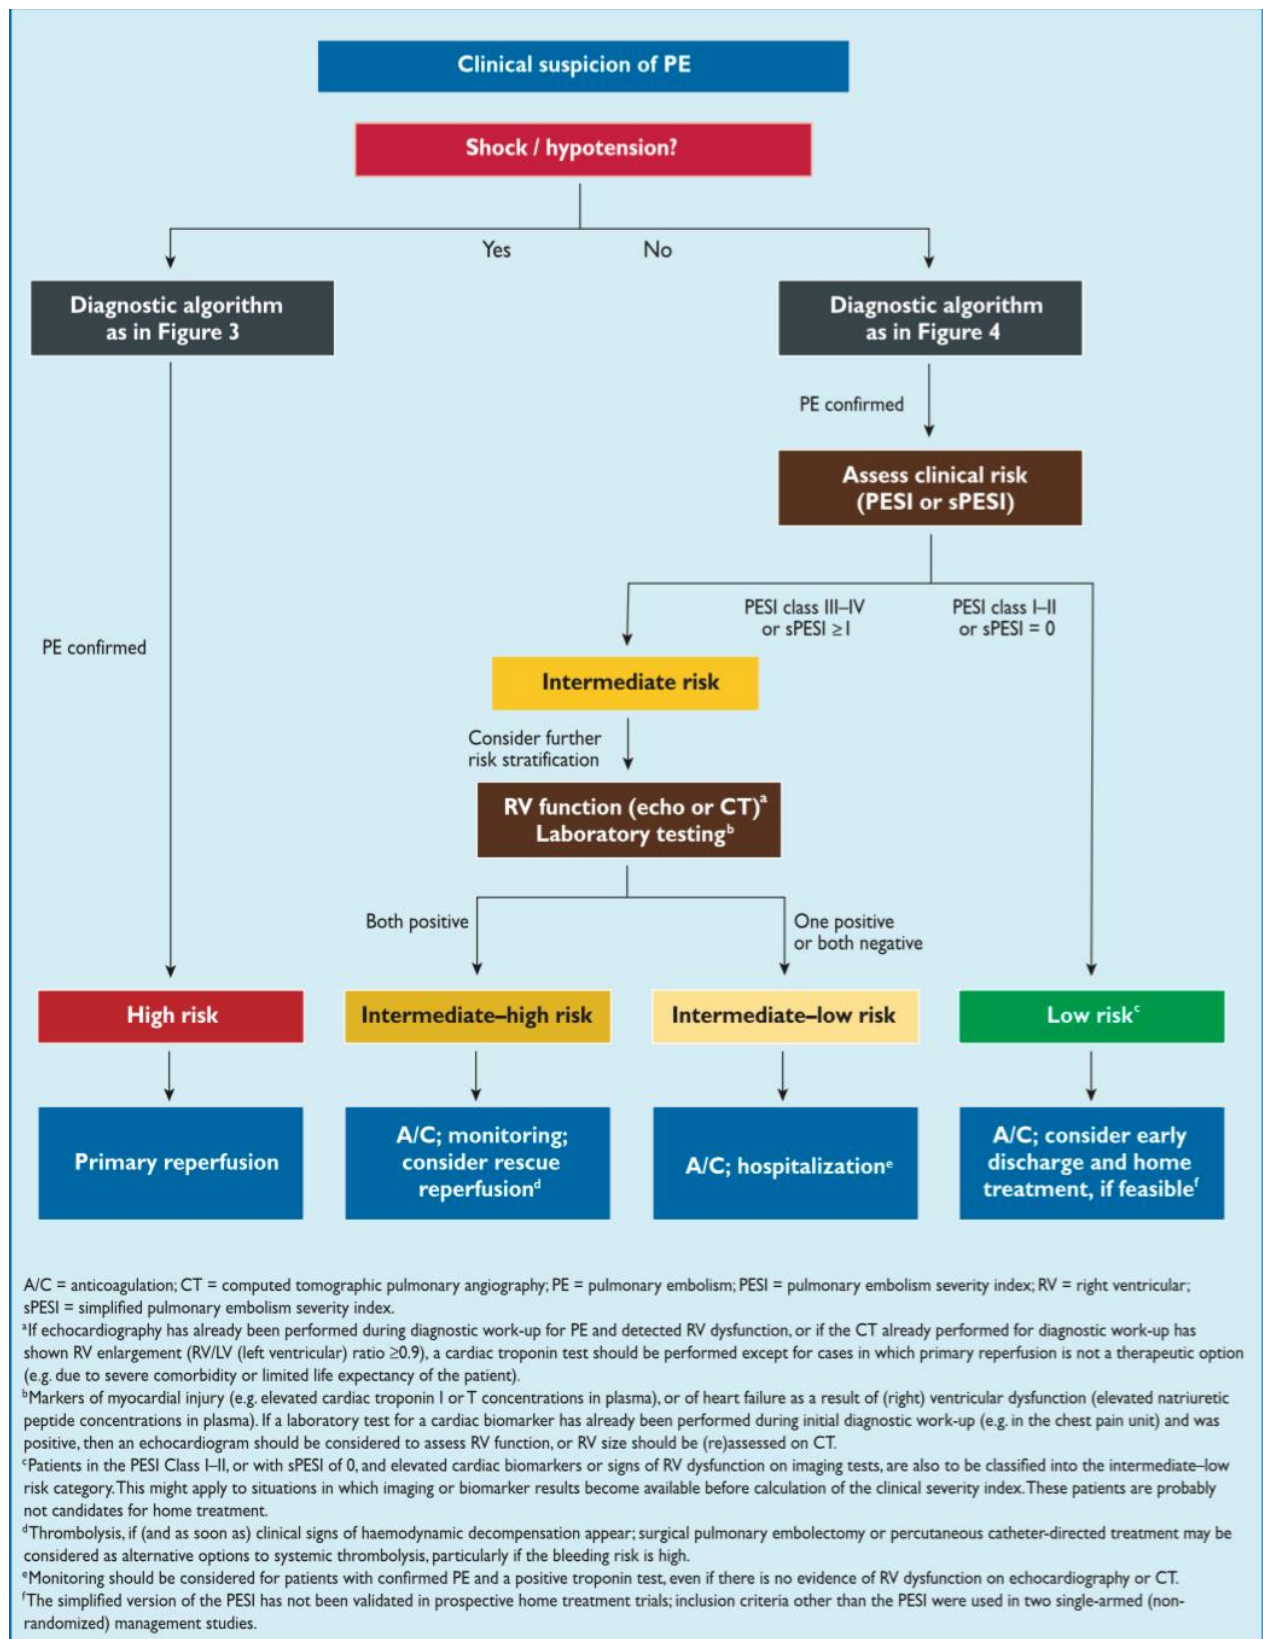 Clinical suspicion of PE
Shock / hypotension?
Yes
No
Diagnostic algorithm
as in Figure 3
Diagnostic algorithm
as in Figure 4
PE confirmed
Assess clinical risk
(PESI or sPESI)
PESI class III–IV
or sPESI ≥1
PESI class I–II
or sPESI = 0
PE confirmed
Intermediate risk
Consider further
risk stratification
RV function (echo or CT)ᵃ
Laboratory testingᵇ
Both positive
One positive
or both negative
High risk
Intermediate–high risk
Intermediate–low risk
Low riskᶜ
Primary reperfusion
A/C; monitoring;
consider rescue
reperfusionᵈ
A/C; hospitalizationᵉ
A/C; consider early
discharge and home
treatment, if feasibleᶠ
A/C = anticoagulation; CT = computed tomographic pulmonary angiography; PE = pulmonary embolism; PESI = pulmonary embolism severity index; RV = right ventricular;
sPESI = simplified pulmonary embolism severity index.
ᵃIf echocardiography has already been performed during diagnostic work-up for PE and detected RV dysfunction, or if the CT already performed for diagnostic work-up has
shown RV enlargement (RV/LV (left ventricular) ratio ≥0.9), a cardiac troponin test should be performed except for cases in which primary reperfusion is not a therapeutic option
(e.g. due to severe comorbidity or limited life expectancy of the patient).
ᵇMarkers of myocardial injury (e.g. elevated cardiac troponin I or T concentrations in plasma), or of heart failure as a result of (right) ventricular dysfunction (elevated natriuretic
peptide concentrations in plasma). If a laboratory test for a cardiac biomarker has already been performed during initial diagnostic work-up (e.g. in the chest pain unit) and was
positive, then an echocardiogram should be considered to assess RV function, or RV size should be (re)assessed on CT.
ᶜPatients in the PESI Class I–II, or with sPESI of 0, and elevated cardiac biomarkers or signs of RV dysfunction on imaging tests, are also to be classified into the intermediate–low
risk category. This might apply to situations in which imaging or biomarker results become available before calculation of the clinical severity index. These patients are probably
not candidates for home treatment.
ᵈThrombolysis, if (and as soon as) clinical signs of haemodynamic decompensation appear; surgical pulmonary embolectomy or percutaneous catheter-directed treatment may be
considered as alternative options to systemic thrombolysis, particularly if the bleeding risk is high.
ᵉMonitoring should be considered for patients with confirmed PE and a positive troponin test, even if there is no evidence of RV dysfunction on echocardiography or CT.
ᶠThe simplified version of the PESI has not been validated in prospective home treatment trials; inclusion criteria other than the PESI were used in two single-armed (non-
randomized) management studies.